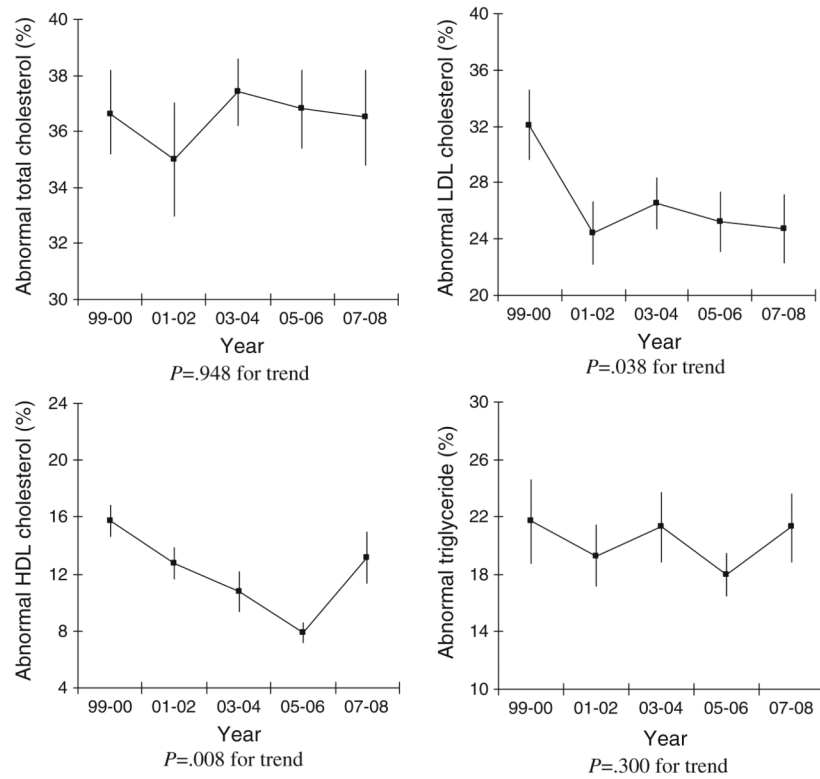 Abnormal total cholesterol (%)
40
38
36
35
32
30
99-00 01-02 03-04 05-06 07-08
Year
P=.948 for trend
Abnormal LDL cholesterol (%)
40
36
32
28
24
20
99-00 01-02 03-04 05-06 07-08
Year
P=.038 for trend
Abnormal HDL cholesterol (%)
24
20
16
12
8
4
99-00 01-02 03-04 05-06 07-08
Year
P=.008 for trend
Abnormal triglyceride (%)
30
26
22
18
14
10
99-00 01-02 03-04 05-06 07-08
Year
P=.300 for trend